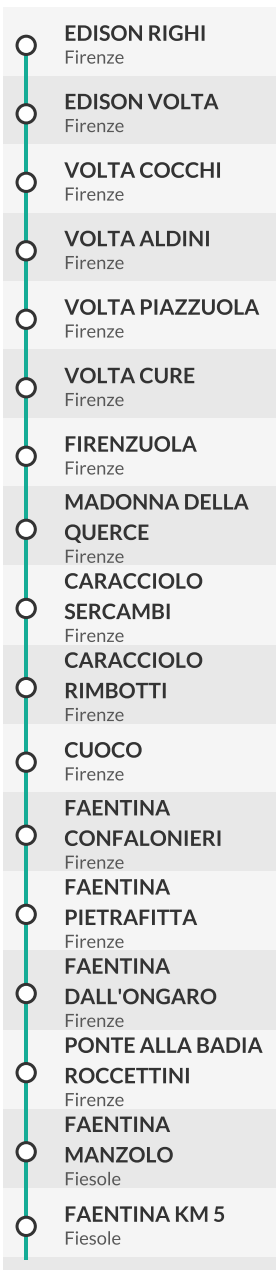 EDISON RIGHI
Firenze
EDISON VOLTA
Firenze
VOLTA COCCHI
Firenze
VOLTA ALDINI
Firenze
VOLTA PIAZZUOLA
Firenze
VOLTA CURE
Firenze
FIRENZUOLA
Firenze
MADONNA DELLA
QUERCE
Firenze
CARACCIOLO
SERCAMBI
Firenze
CARACCIOLO
RIMBOTTI
Firenze
CUOCO
Firenze
FAENTINA
CONFALONIERI
Firenze
FAENTINA
PIETRAFITTA
Firenze
FAENTINA
DALL'ONGARO
Firenze
PONTE ALLA BADIA
ROCCETTINI
Firenze
FAENTINA
MANZOLO
Fiesole
FAENTINA KM 5
Fiesole